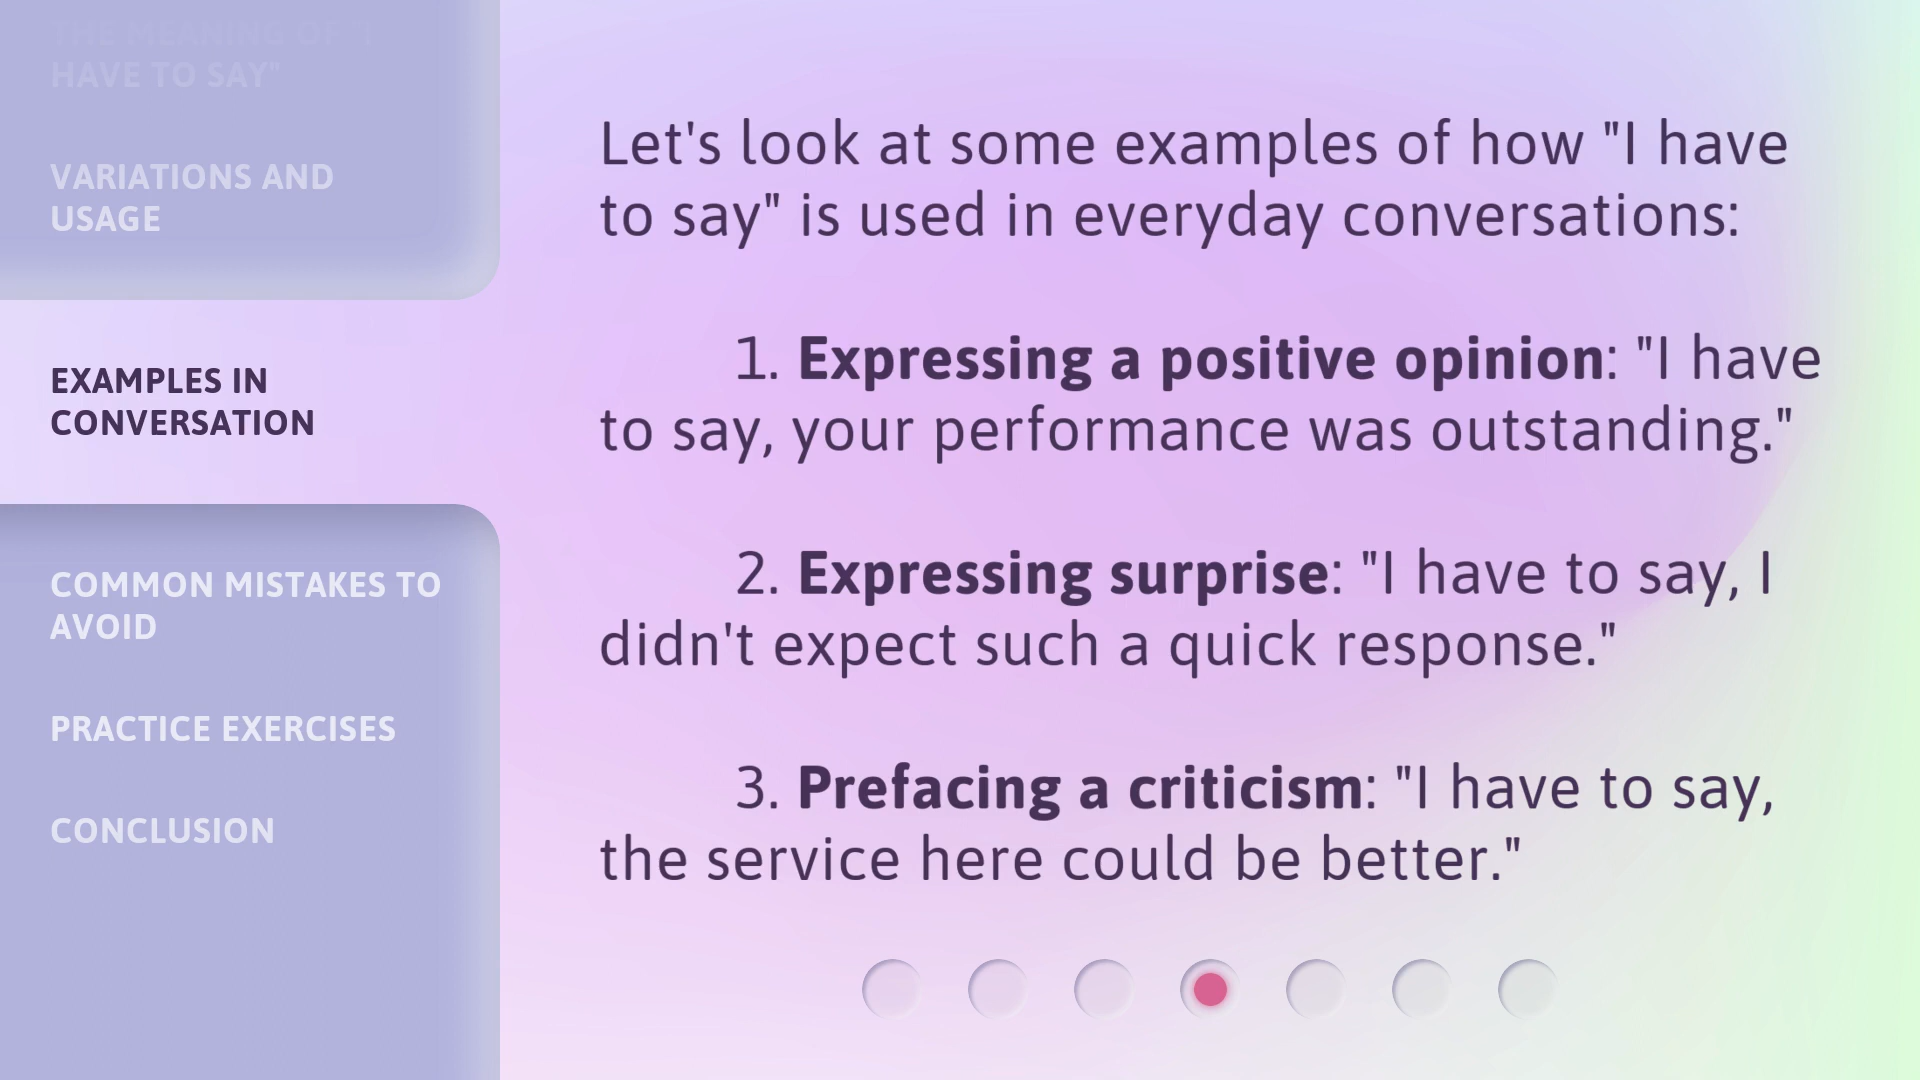 THE MEANING OF "I
HAVE TO SAY"
VARIATIONS AND
USAGE
EXAMPLES IN
CONVERSATION
COMMON MISTAKES TO
AVOID
PRACTICE EXERCISES
CONCLUSION
Let's look at some examples of how "I have
to say" is used in everyday conversations:
1. Expressing a positive opinion: "I have
to say, your performance was outstanding."
2. Expressing surprise: "I have to say, I
didn't expect such a quick response."
3. Prefacing a criticism: "I have to say,
the service here could be better."